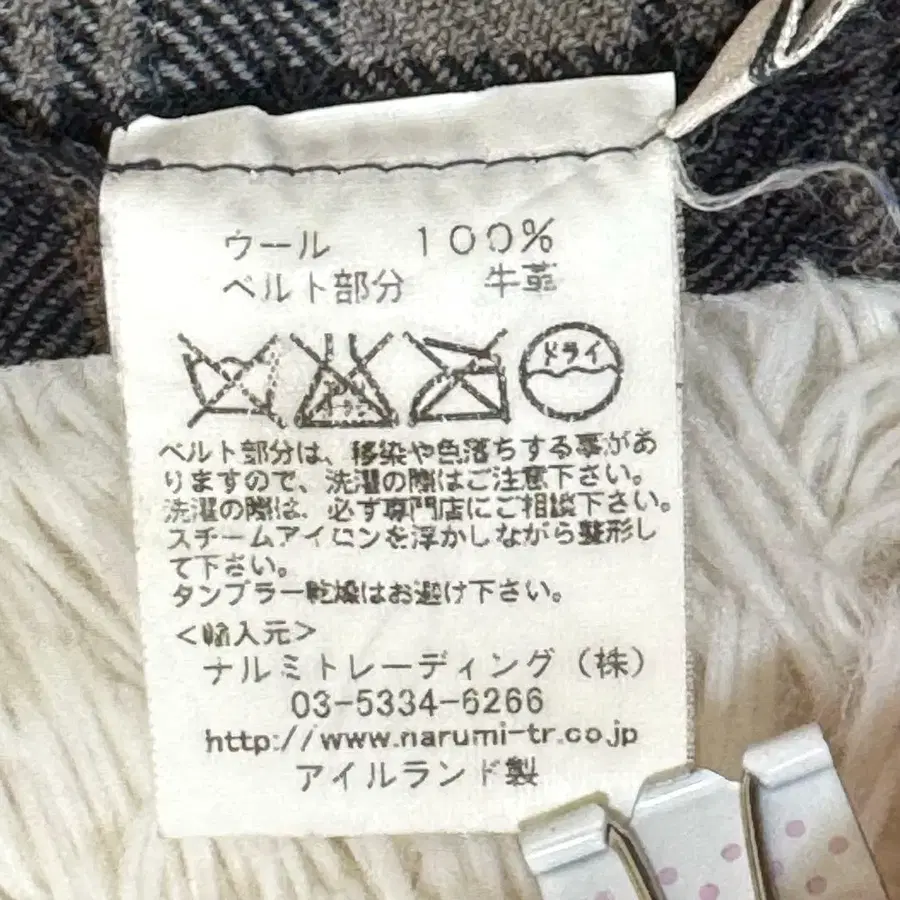 ウール 100%
ベルト部分 牛革
ドライ
ベルト部分は、移染や色落ちする事があ
りますので、洗濯の際はご注意下さい。
洗濯の際は、必ず専門店にご相談下さい。
スチームアイロンを浮かしながら整形し
て下さい。
タンブラー乾燥はお避け下さい。
<輸入元>
ナルミトレーディング（株）
03-5334-6266
http://www.narumi-tr.co.jp
アイルランド製